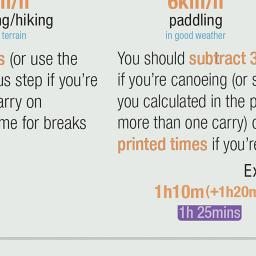 6km/h
g/hiking
paddling
terrain
in good weather
s (or use the
us step if you're
arry on
me for breaks
You should subtract 3
if you're canoeing (or s
you calculated in the p
more than one carry) o
printed times if you're
Ex
1h10m (+1h20m
1h 25mins